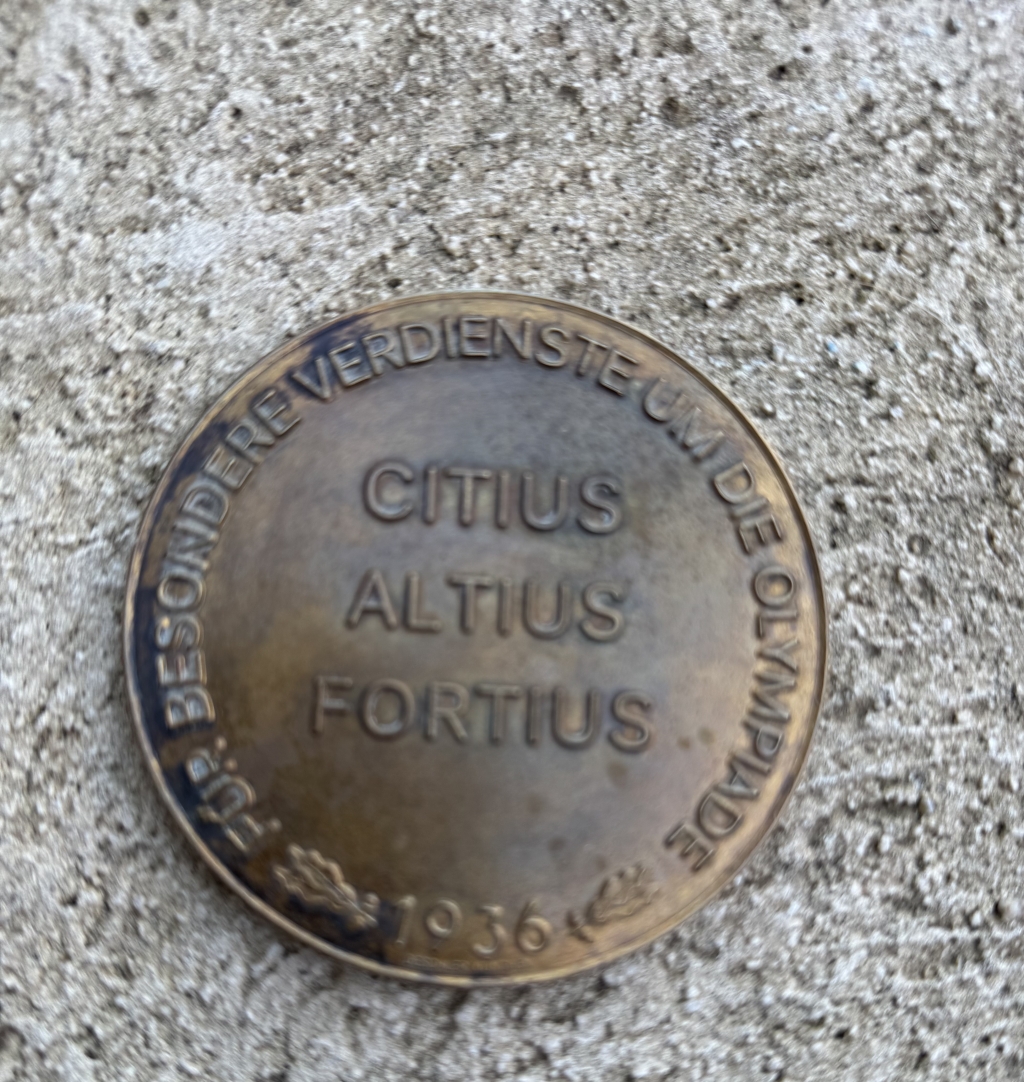 FÜR BESONDERE VERDIENSTE UM DIE OLYMPIADE
CITIUS
ALTIUS
FORTIUS
1936